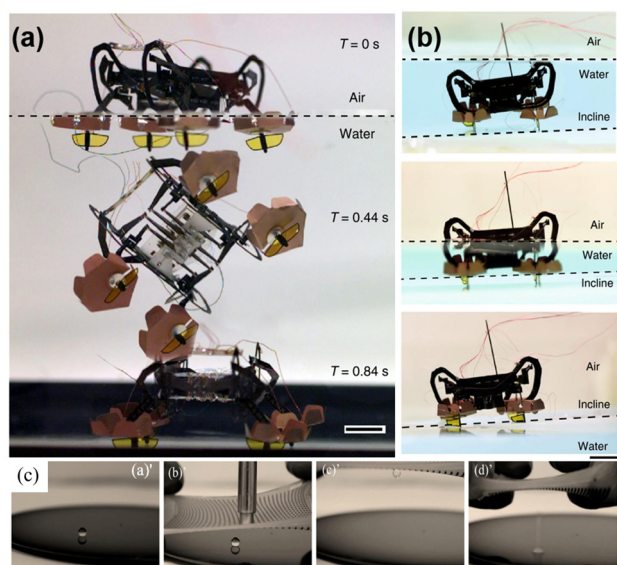 (a)
T = 0 s
Air
Water
T = 0.44 s
T = 0.84 s
(b)
Air
Water
Incline
Air
Water
Incline
Air
Incline
Water
(c)
(a)'
(b)'
(c)'
(d)'